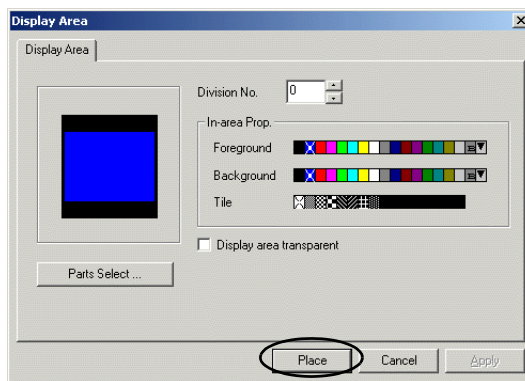 Display Area
Display Area
Division No. 0
In-area Prop.
Foreground
Background
Tile
Display area transparent
Parts Select ...
Place Cancel Apply